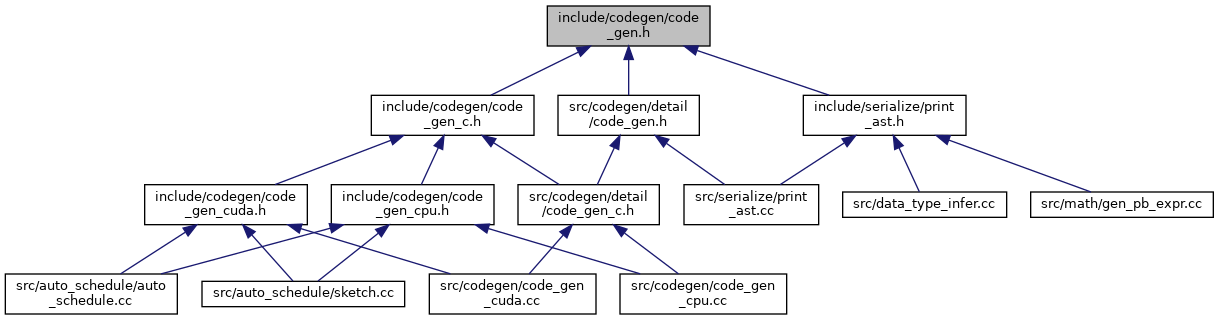 include/codegen/code
_gen.h
include/codegen/code
_gen_c.h
src/codegen/detail
/code_gen.h
include/serialize/print
_ast.h
include/codegen/code
_gen_cuda.h
include/codegen/code
_gen_cpu.h
src/codegen/detail
/code_gen_c.h
src/serialize/print
_ast.cc
src/data_type_infer.cc
src/math/gen_pb_expr.cc
src/auto_schedule/auto
_schedule.cc
src/auto_schedule/sketch.cc
src/codegen/code_gen
_cuda.cc
src/codegen/code_gen
_cpu.cc